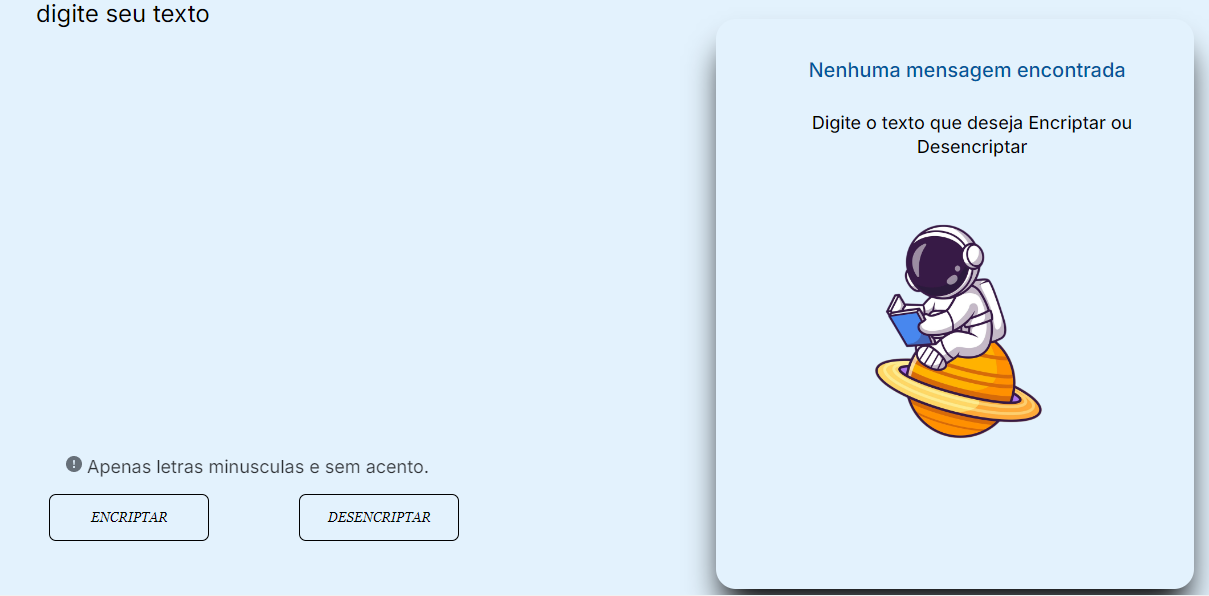 digite seu texto
Apenas letras minusculas e sem acento.
ENCRIPTAR
DESENCRIPTAR
Nenhuma mensagem encontrada
Digite o texto que deseja Encriptar ou
Desencriptar